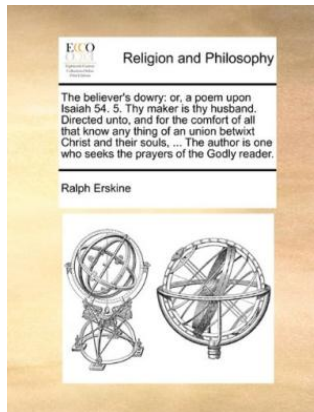 ECCO
Religion and Philosophy
The believer's dowry: or, a poem upon
Isaiah 54. 5. Thy maker is thy husband.
Directed unto, and for the comfort of all
that know any thing of an union betwixt
Christ and their souls, ... The author is one
who seeks the prayers of the Godly reader.
Ralph Erskine